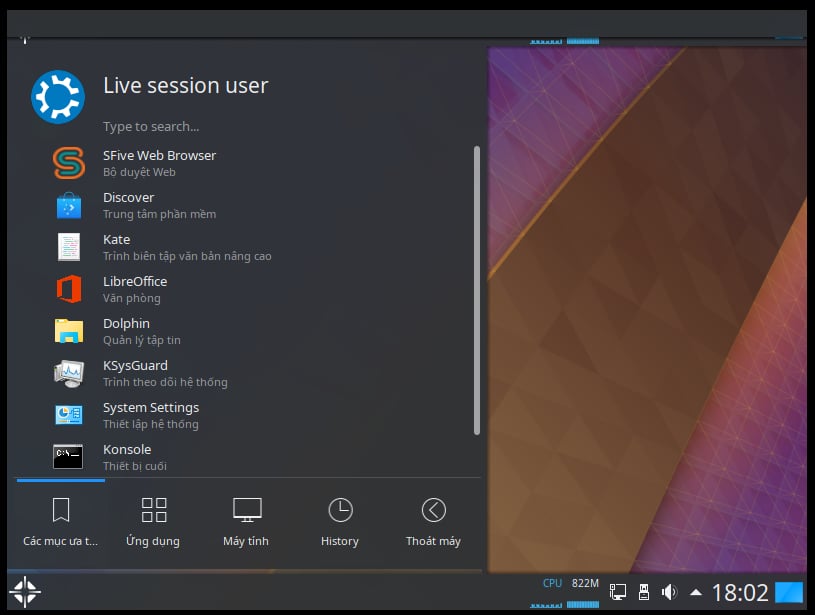 Live session user
Type to search...
SFive Web Browser
Bộ duyệt Web
Discover
Trung tâm phần mềm
Kate
Trình biên tập văn bản nâng cao
LibreOffice
Văn phòng
Dolphin
Quản lý tập tin
KSysGuard
Trình theo dõi hệ thống
System Settings
Thiết lập hệ thống
Konsole
Thiết bị cuối
Các mục ưa t... Ứng dụng Máy tính History Thoát máy
CPU 822M 18:02